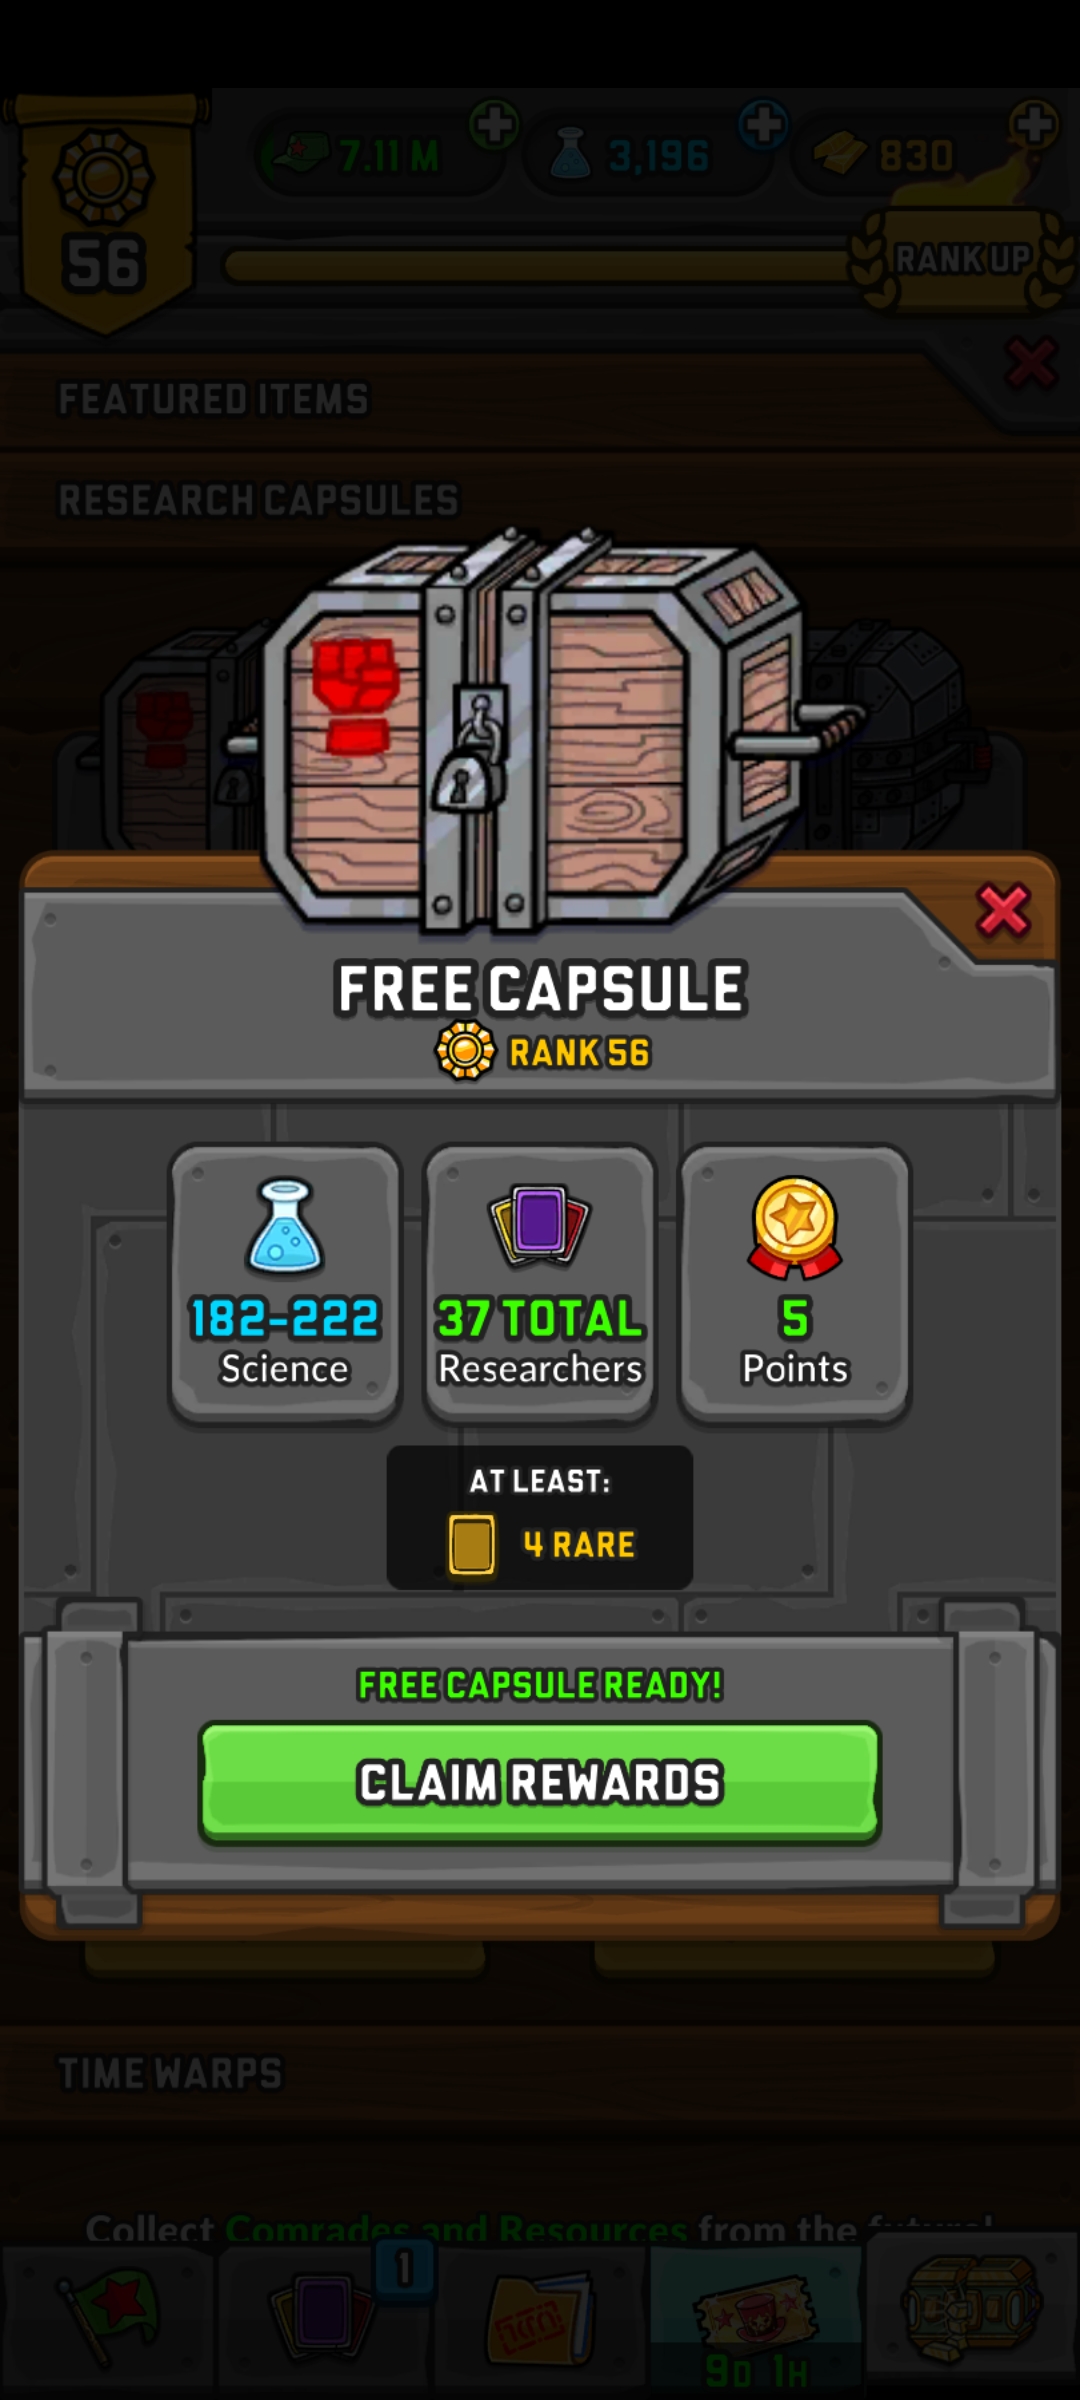 7.11 M
3,196
830
56
RANK UP
FEATURED ITEMS
RESEARCH CAPSULES
FREE CAPSULE
RANK 56
182-222
Science
37 TOTAL
Researchers
5
Points
AT LEAST:
4 RARE
FREE CAPSULE READY!
CLAIM REWARDS
TIME WARPS
Collect Comrades and Resources from the future!
1
9D 1H